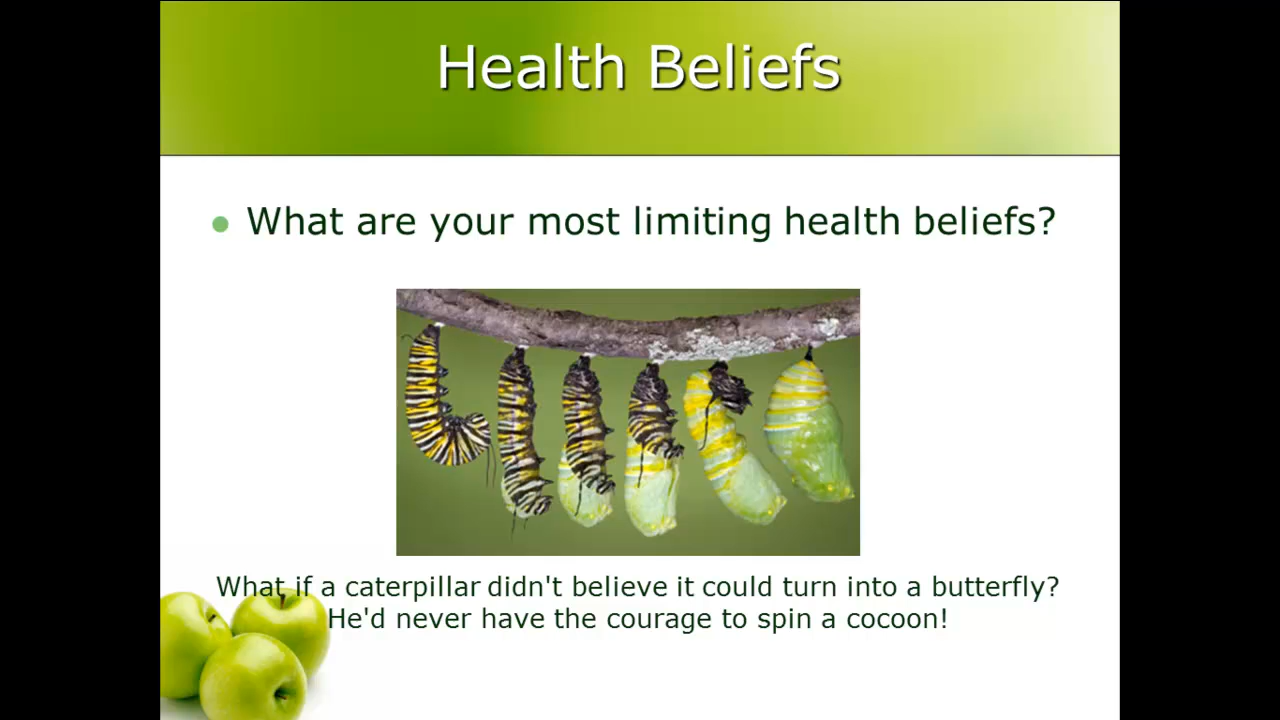 Health Beliefs
What are your most limiting health beliefs?
What if a caterpillar didn't believe it could turn into a butterfly?
He'd never have the courage to spin a cocoon!